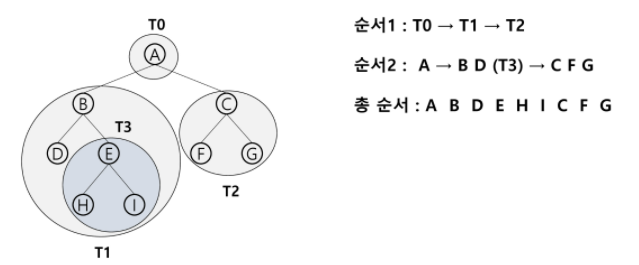 T0
A
B
C
T3
D
E
F
G
H
I
T2
T1
순서1 : T0 → T1 → T2
순서2 :  A → B D (T3) → C F G
총 순서 : A B D E H I C F G